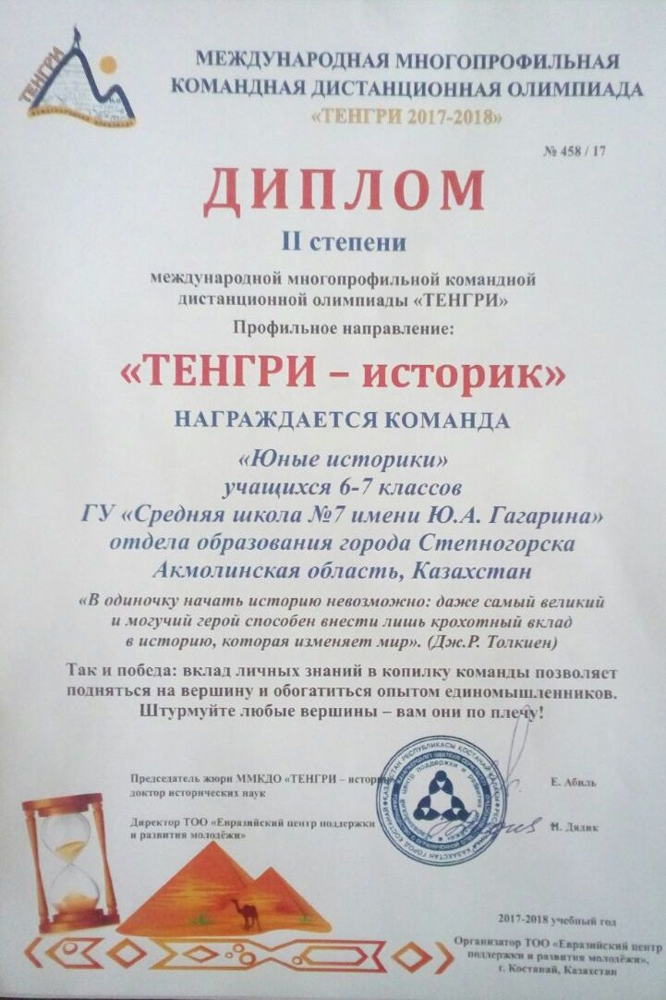 ТЕНГРИ
МЕЖДУНАРОДНАЯ МНОГОПРОФИЛЬНАЯ
КОМАНДНАЯ ДИСТАНЦИОННАЯ ОЛИМПИАДА
«ТЕНГРИ 2017-2018»
№ 458 / 17
ДИПЛОМ
II степени
международной многопрофильной командной
дистанционной олимпиады «ТЕНГРИ»
Профильное направление:
«ТЕНГРИ – историк»
НАГРАЖДАЕТСЯ КОМАНДА
«Юные историки»
учащихся 6-7 классов
ГУ «Средняя школа №7 имени Ю.А. Гагарина»
отдела образования города Степногорска
Акмолинская область, Казахстан
«В одиночку начать историю невозможно: даже самый великий
и могучий герой способен внести лишь крохотный вклад
в историю, которая изменяет мир». (Дж.Р. Толкиен)
Так и победа: вклад личных знаний в копилку команды позволяет
подняться на вершину и обогатиться опытом единомышленников.
Штурмуйте любые вершины – вам они по плечу!
Председатель жюри ММКДО «ТЕНГРИ – историк»
доктор исторических наук
Е. Абиль
Директор ТОО «Евразийский центр поддержки
и развития молодёжи»
Н. Дядик
2017-2018 учебный год
Организатор ТОО «Евразийский центр
поддержки и развития молодёжи»,
г. Костанай, Казахстан